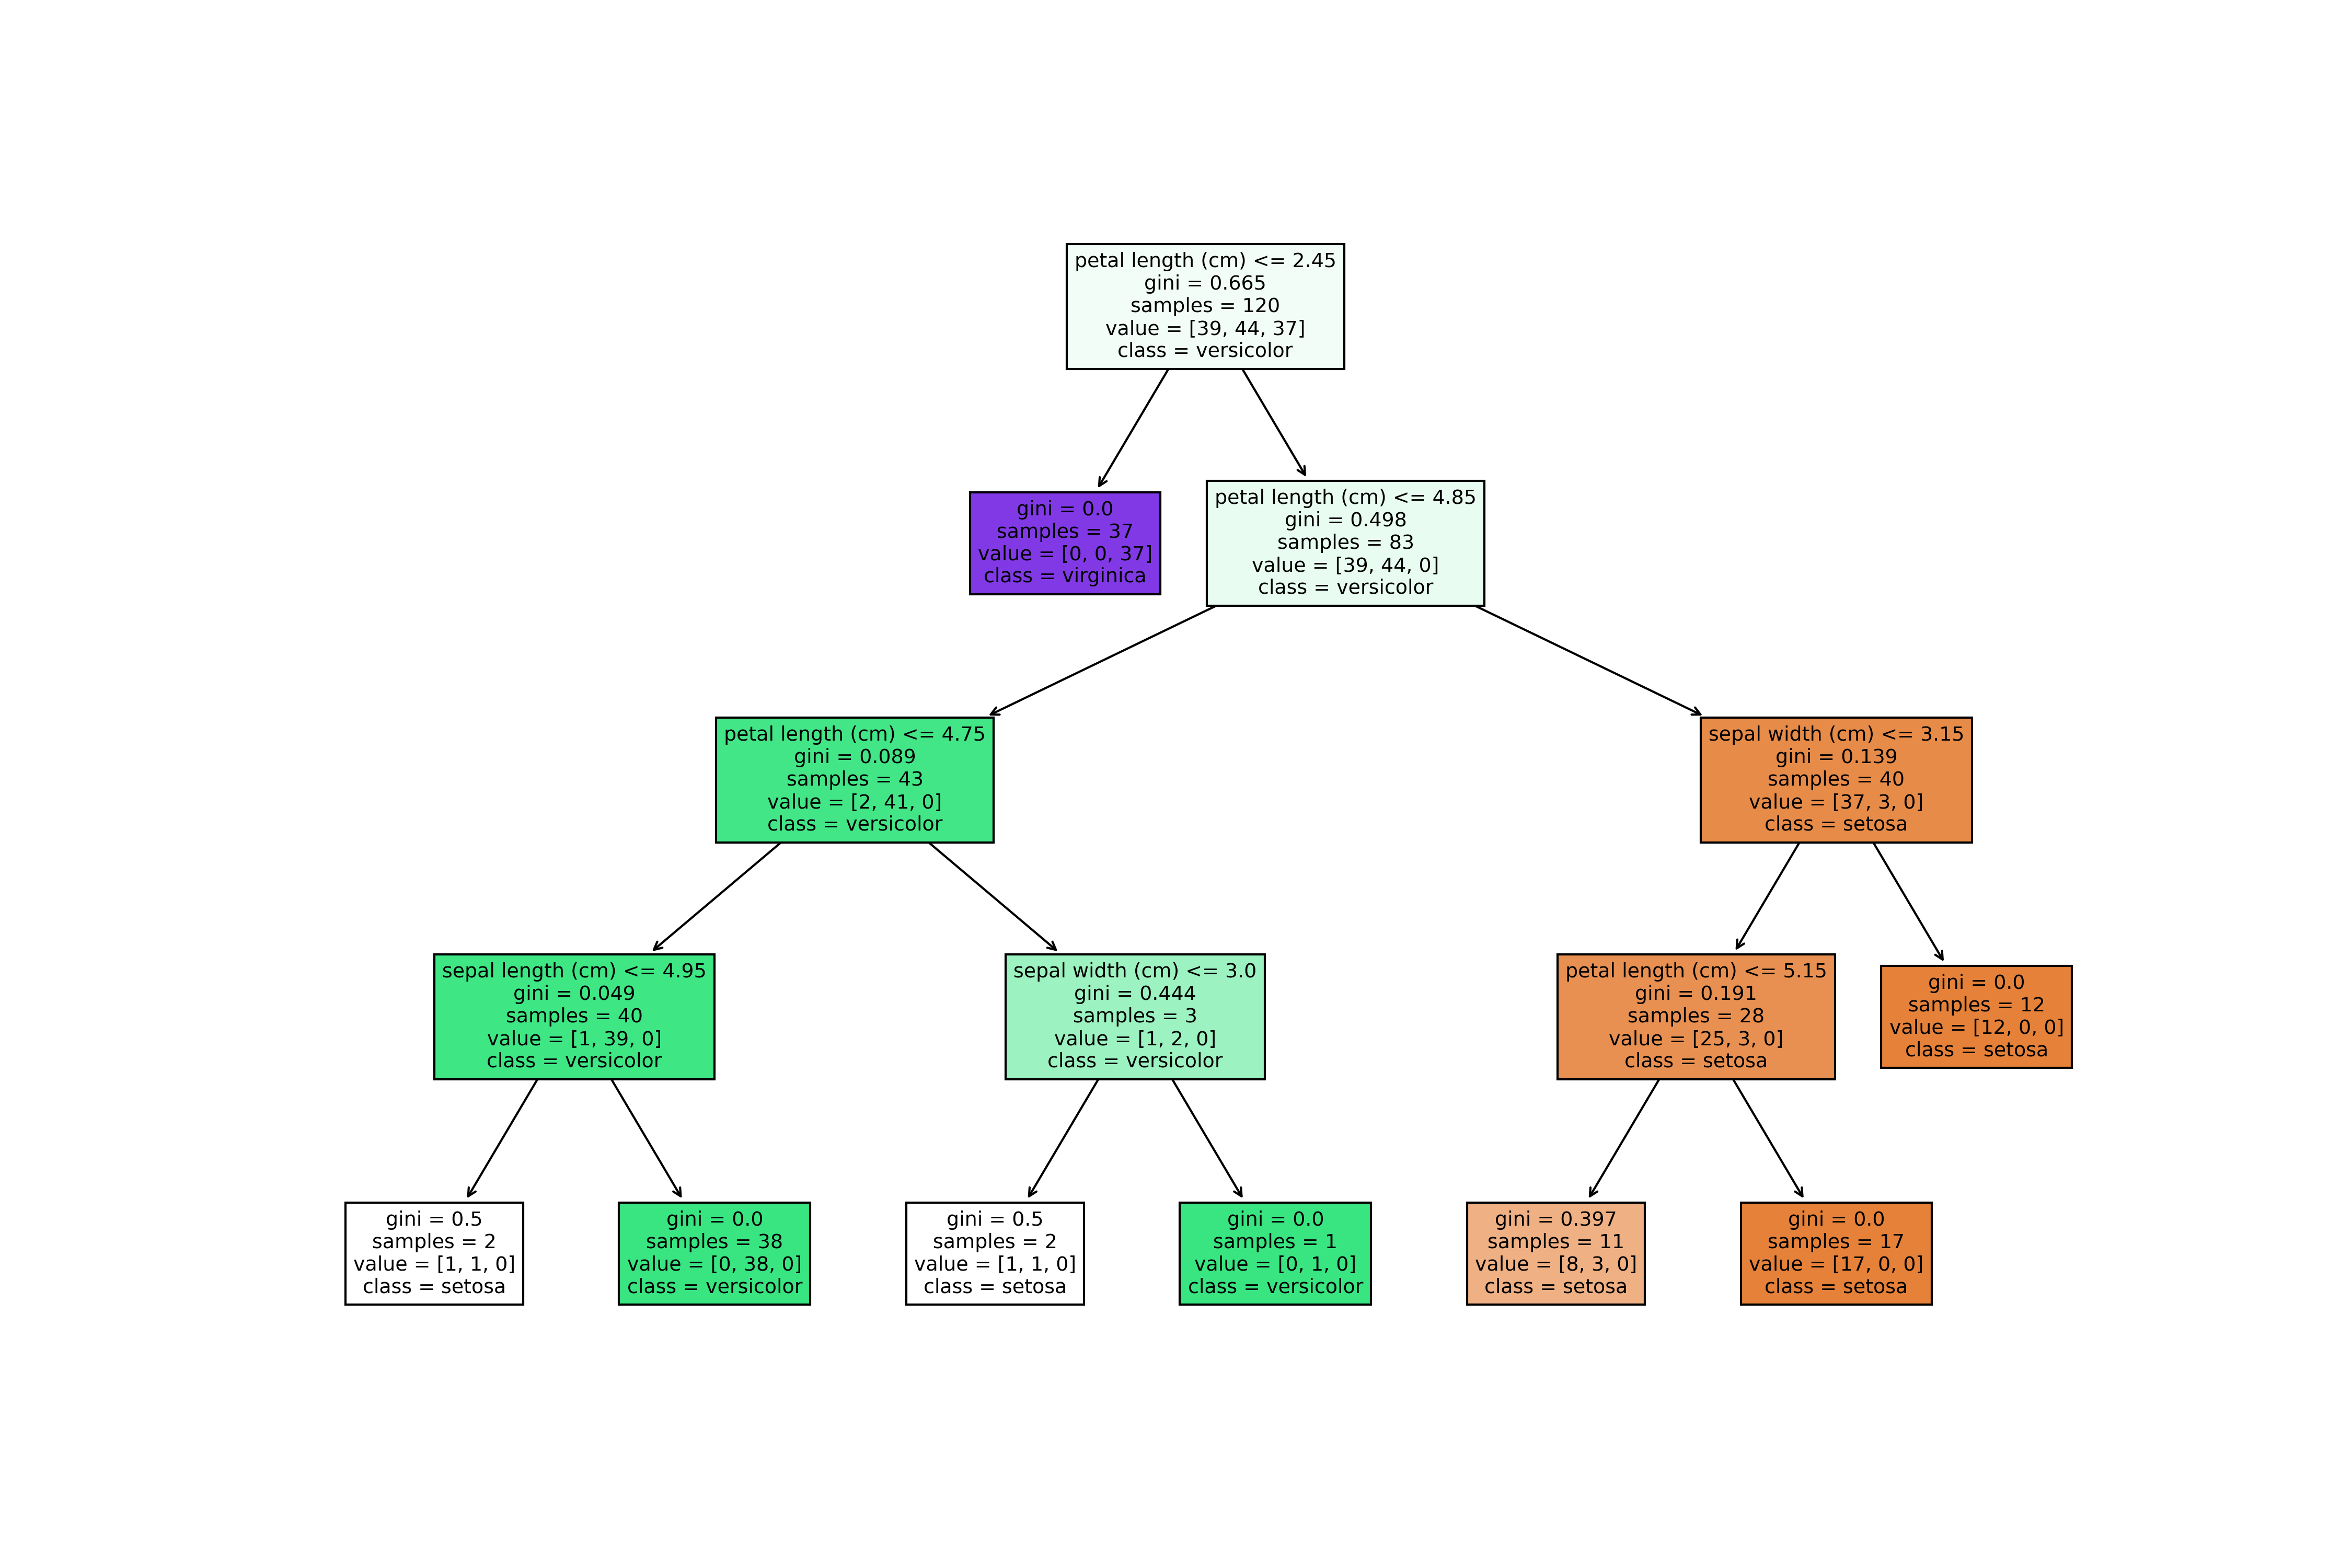 petal length (cm) <= 2.45
gini = 0.665
samples = 120
value = [39, 44, 37]
class = versicolor
gini = 0.0
samples = 37
value = [0, 0, 37]
class = virginica
petal length (cm) <= 4.85
gini = 0.498
samples = 83
value = [39, 44, 0]
class = versicolor
petal length (cm) <= 4.75
gini = 0.089
samples = 43
value = [2, 41, 0]
class = versicolor
sepal width (cm) <= 3.15
gini = 0.139
samples = 40
value = [37, 3, 0]
class = setosa
sepal length (cm) <= 4.95
gini = 0.049
samples = 40
value = [1, 39, 0]
class = versicolor
sepal width (cm) <= 3.0
gini = 0.444
samples = 3
value = [1, 2, 0]
class = versicolor
petal length (cm) <= 5.15
gini = 0.191
samples = 28
value = [25, 3, 0]
class = setosa
gini = 0.0
samples = 12
value = [12, 0, 0]
class = setosa
gini = 0.5
samples = 2
value = [1, 1, 0]
class = setosa
gini = 0.0
samples = 38
value = [0, 38, 0]
class = versicolor
gini = 0.5
samples = 2
value = [1, 1, 0]
class = setosa
gini = 0.0
samples = 1
value = [0, 1, 0]
class = versicolor
gini = 0.397
samples = 11
value = [8, 3, 0]
class = setosa
gini = 0.0
samples = 17
value = [17, 0, 0]
class = setosa